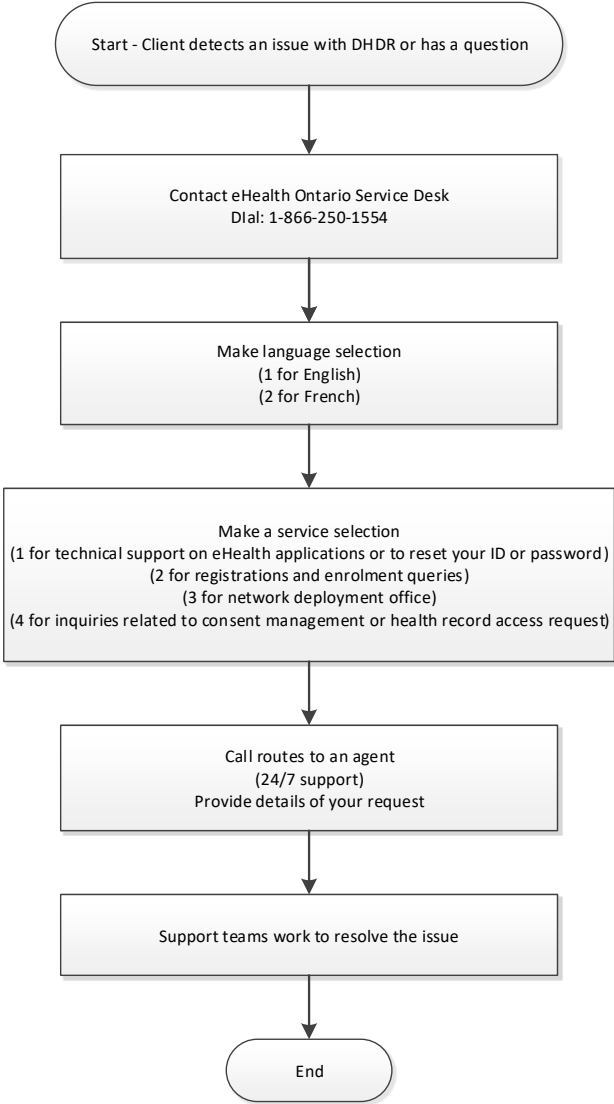 Start - Client detects an issue with DHDR or has a question
Contact eHealth Ontario Service Desk
DIal: 1-866-250-1554
Make language selection
(1 for English)
(2 for French)
Make a service selection
(1 for technical support on eHealth applications or to reset your ID or password)
(2 for registrations and enrolment queries)
(3 for network deployment office)
(4 for inquiries related to consent management or health record access request)
Call routes to an agent
(24/7 support)
Provide details of your request
Support teams work to resolve the issue
End